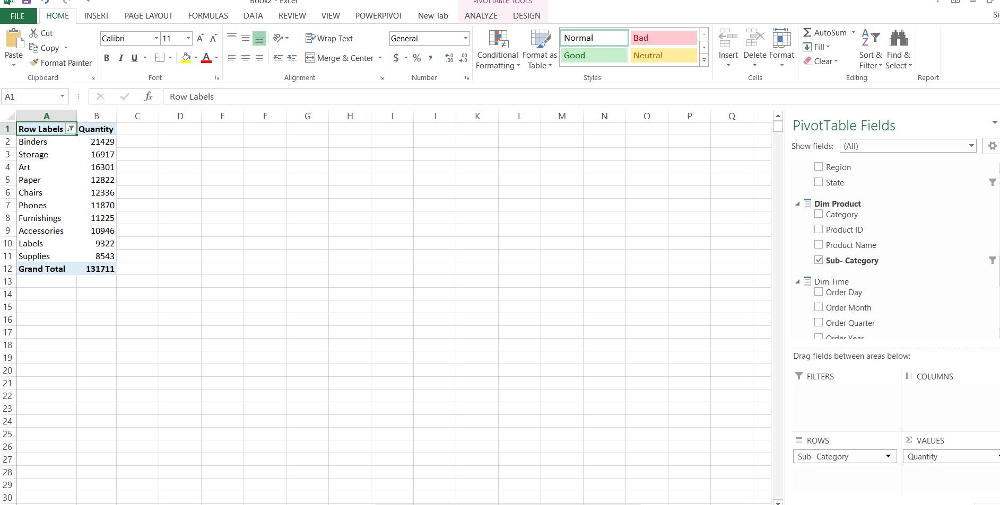 Book2 - Excel
PIVOTTABLE TOOLS
FILE HOME INSERT PAGE LAYOUT FORMULAS DATA REVIEW VIEW POWERPIVOT New Tab ANALYZE DESIGN
Paste
Cut
Copy
Format Painter
Clipboard
Calibri 11
B I U
Font
Wrap Text
Merge & Center
Alignment
General
$ % ,
Number
Conditional Formatting
Format as Table
Normal Bad
Good Neutral
Styles
Insert Delete Format
Cells
AutoSum
Fill
Clear
Sort & Filter
Find & Select
Editing
Report
A1 fx Row Labels
A B C D E F G H I J K L M N O P Q
1 Row Labels Quantity
2 Binders 21429
3 Storage 16917
4 Art 16301
5 Paper 12822
6 Chairs 12336
7 Phones 11870
8 Furnishings 11225
9 Accessories 10946
10 Labels 9322
11 Supplies 8543
12 Grand Total 131711
13
14
15
16
17
18
19
20
21
22
23
24
25
26
27
28
29
30
PivotTable Fields
Show fields: (All)
Region
State
Dim Product
Category
Product ID
Product Name
Sub- Category
Dim Time
Order Day
Order Month
Order Quarter
Order Year
Drag fields between areas below:
FILTERS COLUMNS
ROWS VALUES
Sub- Category Quantity